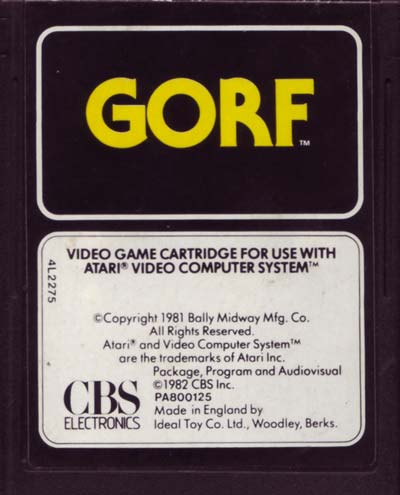 GORF™
VIDEO GAME CARTRIDGE FOR USE WITH
ATARI® VIDEO COMPUTER SYSTEM™
4L2275
©Copyright 1981 Bally Midway Mfg. Co.
All Rights Reserved.
Atari® and Video Computer System™
are the trademarks of Atari Inc.
Package, Program and Audiovisual
©1982 CBS Inc.
PA800125
Made in England by
Ideal Toy Co. Ltd., Woodley, Berks.
CBS
ELECTRONICS